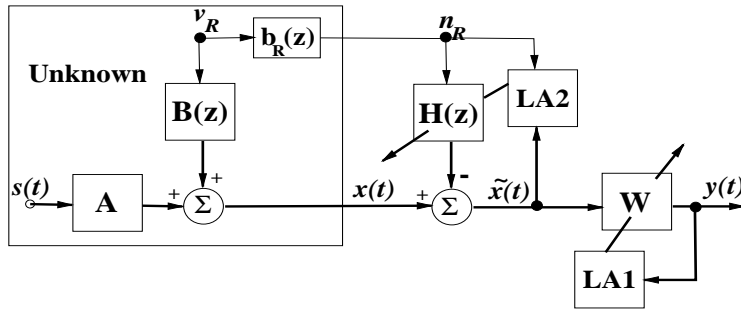 v_R
b_R(z)
n_R
Unknown
B(z)
H(z)
LA2
s(t)
A
+
+
Σ
x(t)
+
-
Σ
x̃(t)
W
y(t)
LA1